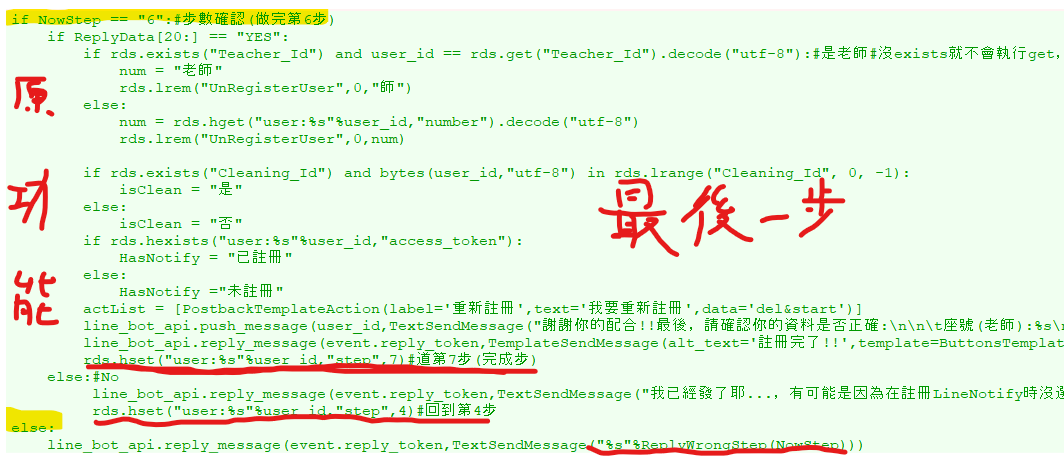 if NowStep == "6":#步數確認(做完第6步)
if ReplyData[20:] == "YES":
if rds.exists("Teacher_Id") and user_id == rds.get("Teacher_Id").decode("utf-8"):#是老師#沒exists就不會執行get,
num = "老師"
rds.lrem("UnRegisterUser",0,"師")
else:
num = rds.hget("user:%s"%user_id,"number").decode("utf-8")
rds.lrem("UnRegisterUser",0,num)
if rds.exists("Cleaning_Id") and bytes(user_id,"utf-8") in rds.lrange("Cleaning_Id", 0, -1):
isClean = "是"
else:
isClean = "否"
if rds.hexists("user:%s"%user_id,"access_token"):
HasNotify = "已註冊"
else:
HasNotify ="未註冊"
actList = [PostbackTemplateAction(label='重新註冊',text='我要重新註冊',data='del&start')]
line_bot_api.push_message(user_id,TextSendMessage("謝謝你的配合!!最後，請確認你的資料是否正確:\n\n\t座號(老師):%s\n
line_bot_api.reply_message(event.reply_token,TemplateSendMessage(alt_text='註冊完了!!',template=ButtonsTemplat
rds.hset("user:%s"%user_id,"step",7)#道第7步(完成步)
else:#No
line_bot_api.reply_message(event.reply_token,TextSendMessage("我已經發了耶...，有可能是因為在註冊LineNotify時沒選
rds.hset("user:%s"%user_id,"step",4)#回到第4步
else:
line_bot_api.reply_message(event.reply_token,TextSendMessage("%s"%ReplyWrongStep(NowStep)))
原功能
最後一步